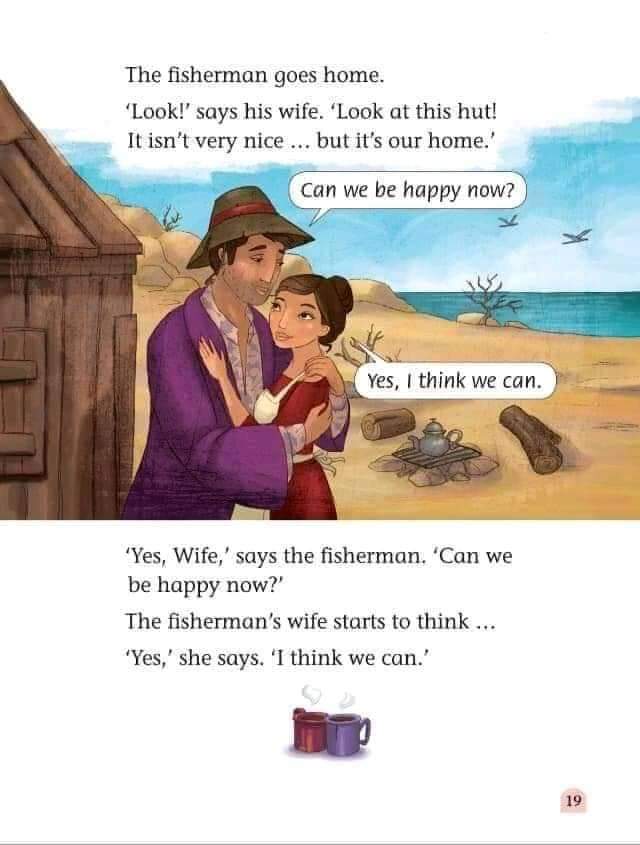 The fisherman goes home.
‘Look!’ says his wife. ‘Look at this hut!
It isn’t very nice ... but it’s our home.’
Can we be happy now?
Yes, I think we can.
‘Yes, Wife,’ says the fisherman. ‘Can we
be happy now?’
The fisherman’s wife starts to think ...
‘Yes,’ she says. ‘I think we can.’
19